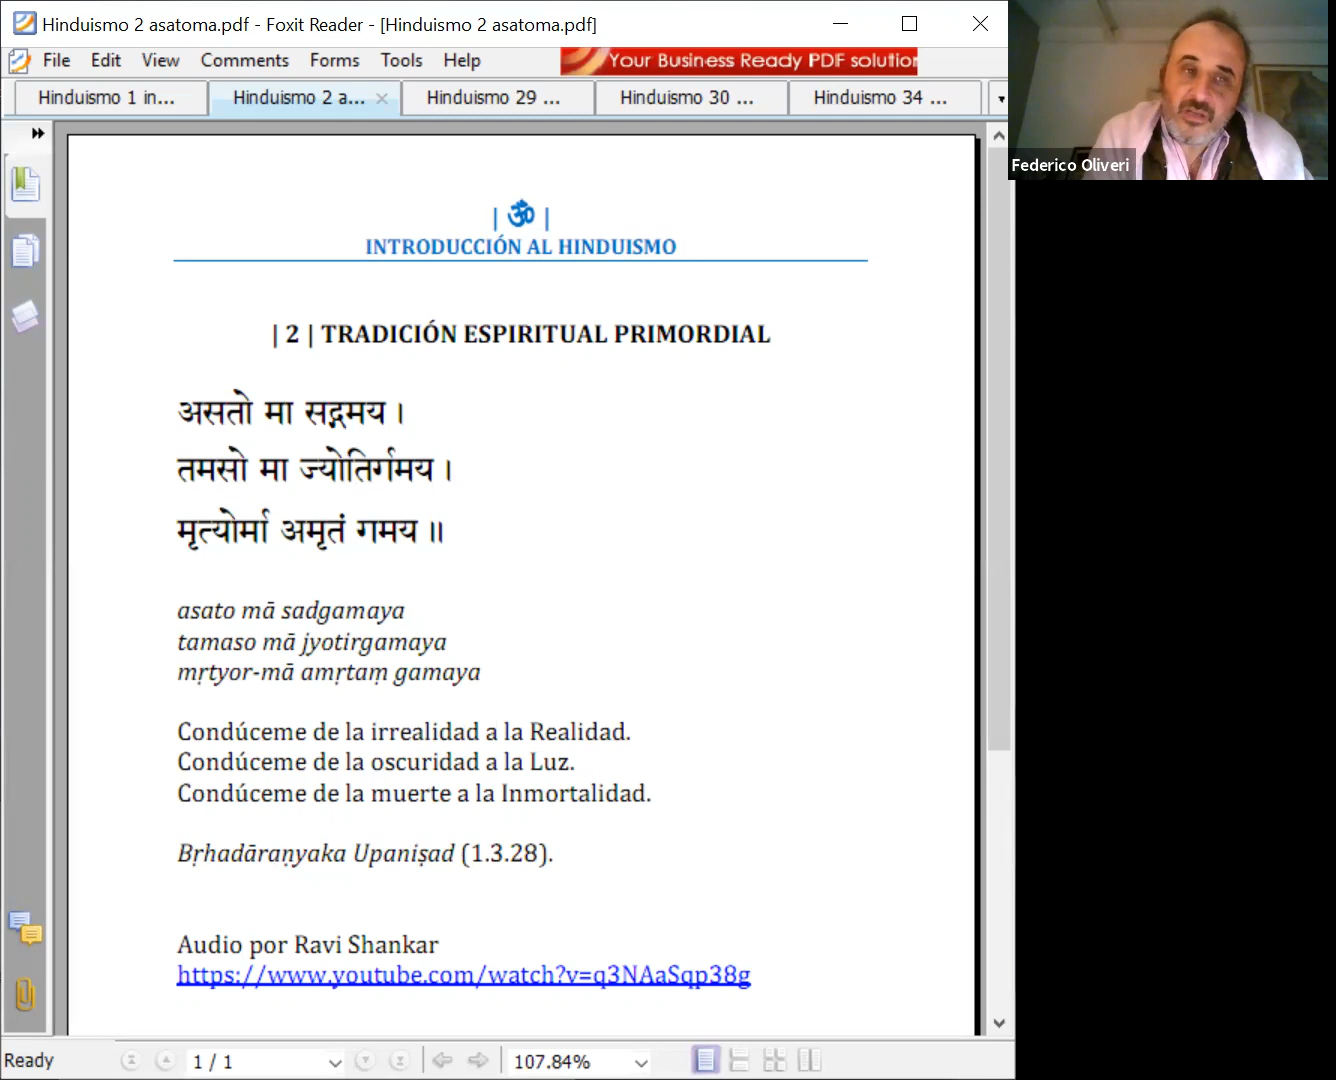 Hinduismo 2 asatoma.pdf - Foxit Reader - [Hinduismo 2 asatoma.pdf]
File Edit View Comments Forms Tools Help
Your Business Ready PDF solution
Hinduismo 1 in... Hinduismo 2 a... Hinduismo 29 ... Hinduismo 30 ... Hinduismo 34 ...
Federico Oliveri
| ॐ |
INTRODUCCIÓN AL HINDUISMO
| 2 | TRADICIÓN ESPIRITUAL PRIMORDIAL
असतो मा सद्गमय ।
तमसो मा ज्योतिर्गमय ।
मृत्योर्मा अमृतं गमय ॥
asato mā sadgamaya
tamaso mā jyotirgamaya
mṛtyor-mā amṛtaṃ gamaya
Condúceme de la irrealidad a la Realidad.
Condúceme de la oscuridad a la Luz.
Condúceme de la muerte a la Inmortalidad.
Bṛhadāraṇyaka Upaniṣad (1.3.28).
Audio por Ravi Shankar
https://www.youtube.com/watch?v=q3NAaSqp38g
Ready 1 / 1 107.84%